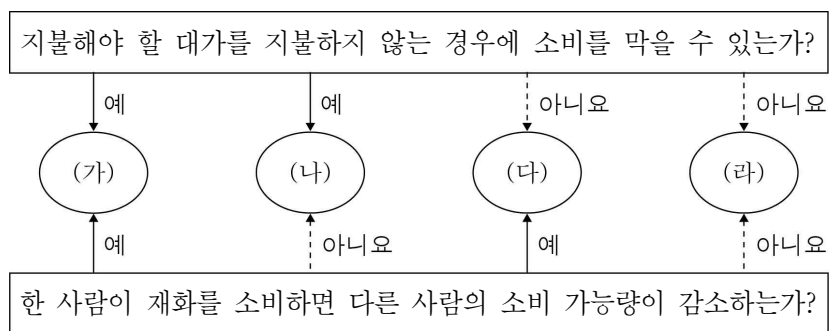 지불해야 할 대가를 지불하지 않는 경우에 소비를 막을 수 있는가?
예 예 아니요 아니요
(가) (나) (다) (라)
예 아니요 예 아니요
한 사람이 재화를 소비하면 다른 사람의 소비 가능량이 감소하는가?